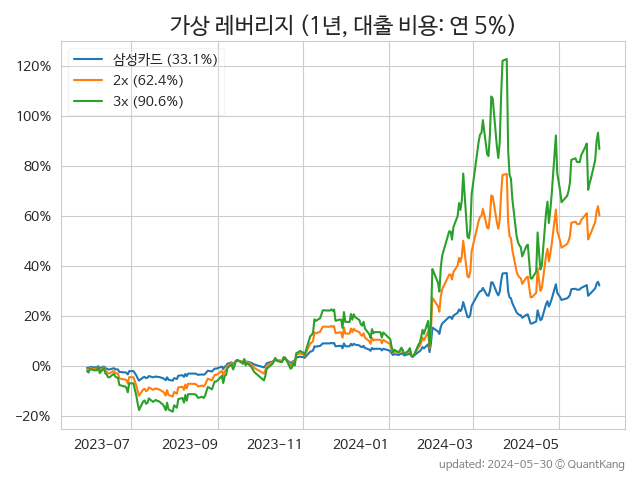 가상 레버리지 (1년, 대출 비용: 연 5%)
삼성카드 (33.1%)
2x (62.4%)
3x (90.6%)
120%
100%
80%
60%
40%
20%
0%
−20%
2023-07 2023-09 2023-11 2024-01 2024-03 2024-05
updated: 2024-05-30 © QuantKang